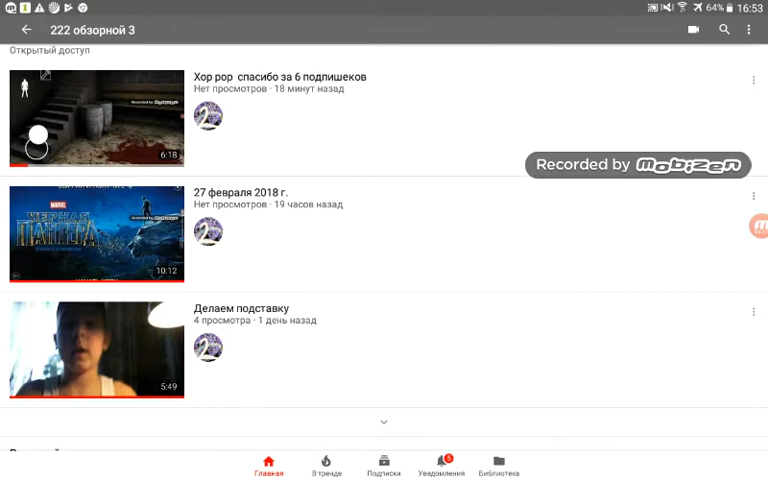 64% 16:53
222 обзорной 3
Открытый доступ
Хор рор спасибо за 6 подпишеков
Нет просмотров · 18 минут назад
6:18
Recorded by mobizen
27 февраля 2018 г.
Нет просмотров · 19 часов назад
MARVEL
ЧЕРНАЯ
ПАНТЕРА
10:12
Делаем подставку
4 просмотра · 1 день назад
5:49
5
Главная В тренде Подписки Уведомления Библиотека